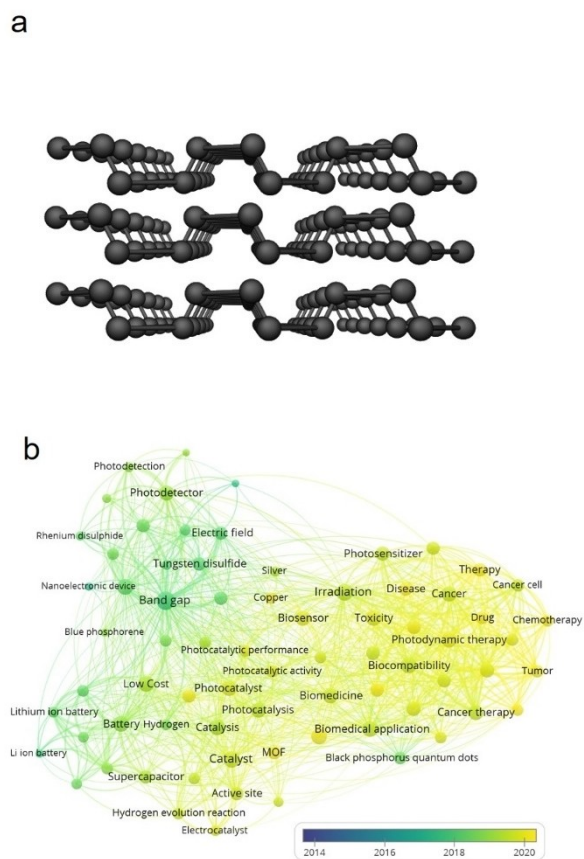 a
b
Photodetection
Photodetector
Rhenium disulphide
Electric field
Tungsten disulfide
Nanoelectronic device
Band gap
Blue phosphorene
Silver
Copper
Irradiation
Photosensitizer
Therapy
Disease
Cancer
Cancer cell
Biosensor
Toxicity
Drug
Chemotherapy
Photodynamic therapy
Photocatalytic performance
Photocatalytic activity
Biocompatibility
Tumor
Low Cost
Photocatalyst
Biomedicine
Lithium ion battery
Battery
Hydrogen
Photocatalysis
Catalysis
Cancer therapy
Biomedical application
Li ion battery
Catalyst
MOF
Black phosphorus quantum dots
Supercapacitor
Active site
Hydrogen evolution reaction
Electrocatalyst
2014 2016 2018 2020